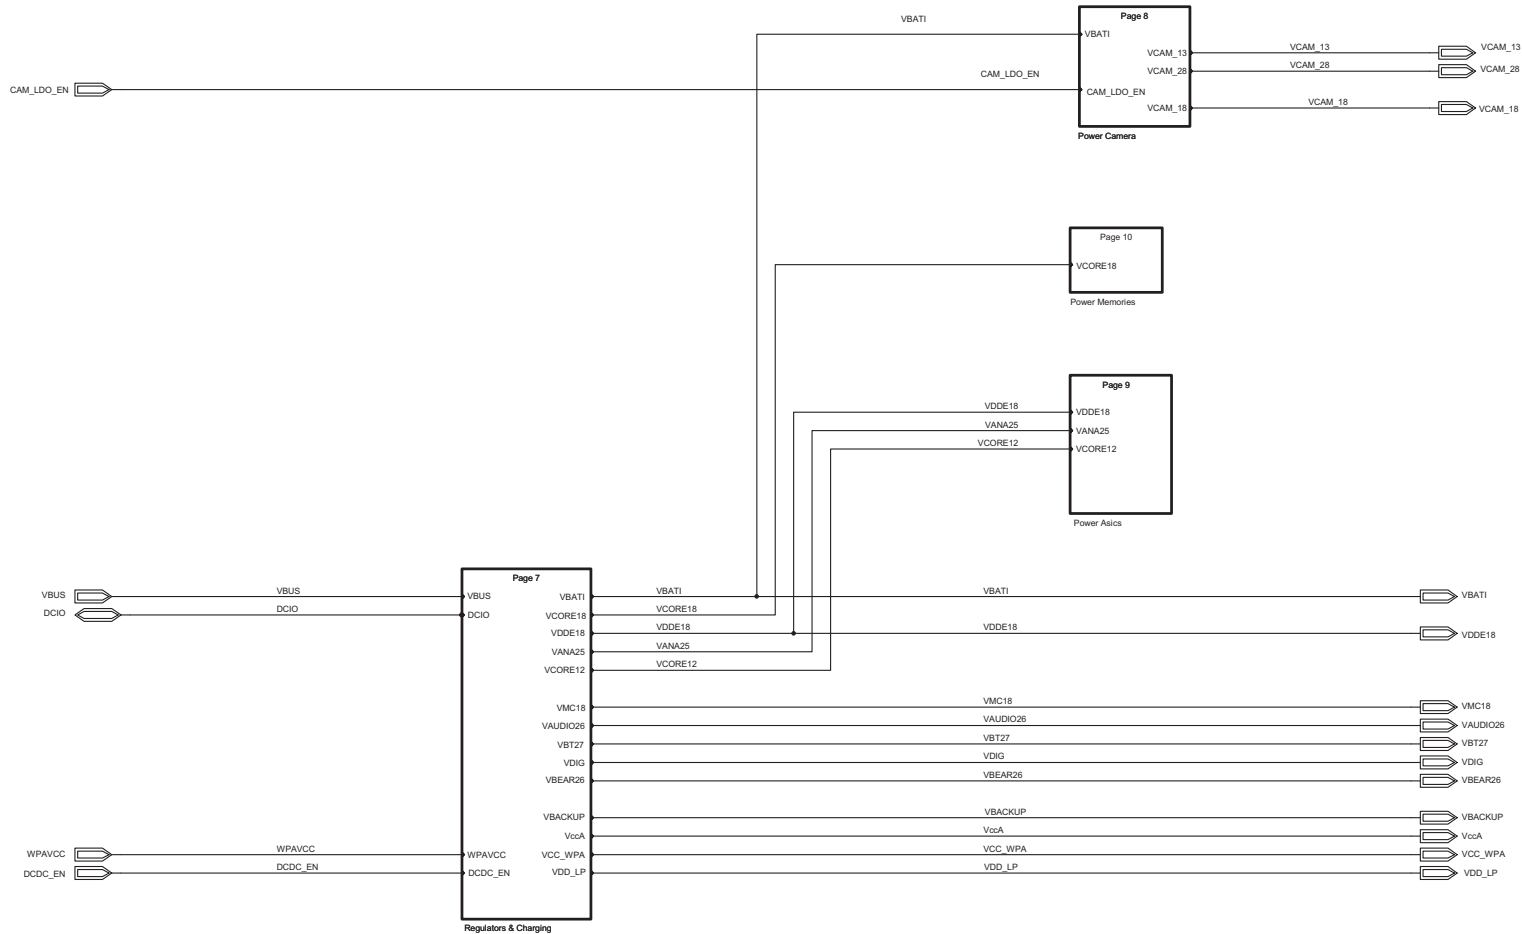 VBATI
Page 8
VBATI
VCAM_13
VCAM_13
VCAM_13
VCAM_28
VCAM_28
VCAM_28
CAM_LDO_EN
CAM_LDO_EN
CAM_LDO_EN
VCAM_18
VCAM_18
VCAM_18
Power Camera
Page 10
VCORE18
Power Memories
Page 9
VDDE18
VDDE18
VANA25
VANA25
VCORE12
VCORE12
Power Asics
Page 7
VBUS
VBUS
VBUS
VBATI
VBATI
VBATI
VBATI
DCIO
DCIO
DCIO
VCORE18
VCORE18
VDDE18
VDDE18
VDDE18
VDDE18
VANA25
VANA25
VCORE12
VCORE12
VMC18
VMC18
VMC18
VAUDIO26
VAUDIO26
VAUDIO26
VBT27
VBT27
VBT27
VDIG
VDIG
VDIG
VBEAR26
VBEAR26
VBEAR26
VBACKUP
VBACKUP
VBACKUP
VccA
VccA
VccA
WPAVCC
WPAVCC
WPAVCC
VCC_WPA
VCC_WPA
VCC_WPA
DCDC_EN
DCDC_EN
DCDC_EN
VDD_LP
VDD_LP
VDD_LP
Regulators & Charging